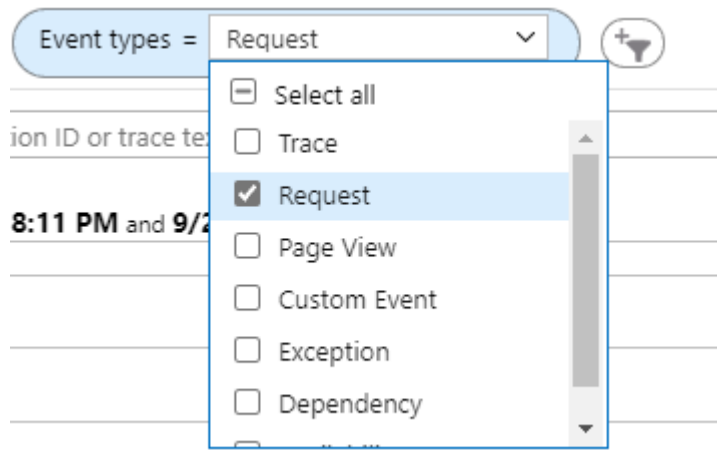 Event types = Request
Select all
ion ID or trace te
Trace
Request
8:11 PM and 9/2
Page View
Custom Event
Exception
Dependency